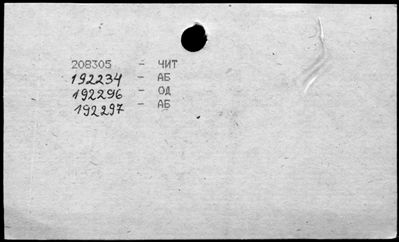 208305 - ЧИТ
192234 - АБ
192296 - ОД
192297 - АБ